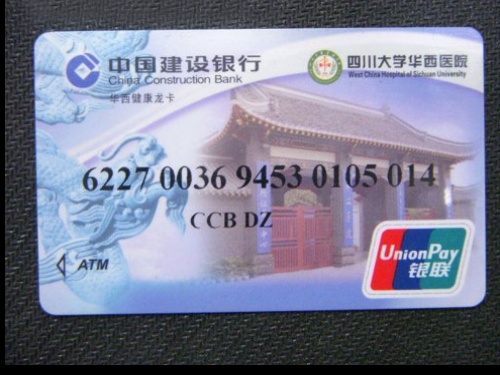 中国建设银行
China Construction Bank
华西健康龙卡
四川大学华西医院
West China Hospital of Sichuan University
6227 0036 9453 0105 014
CCB DZ
ATM
UnionPay
银联